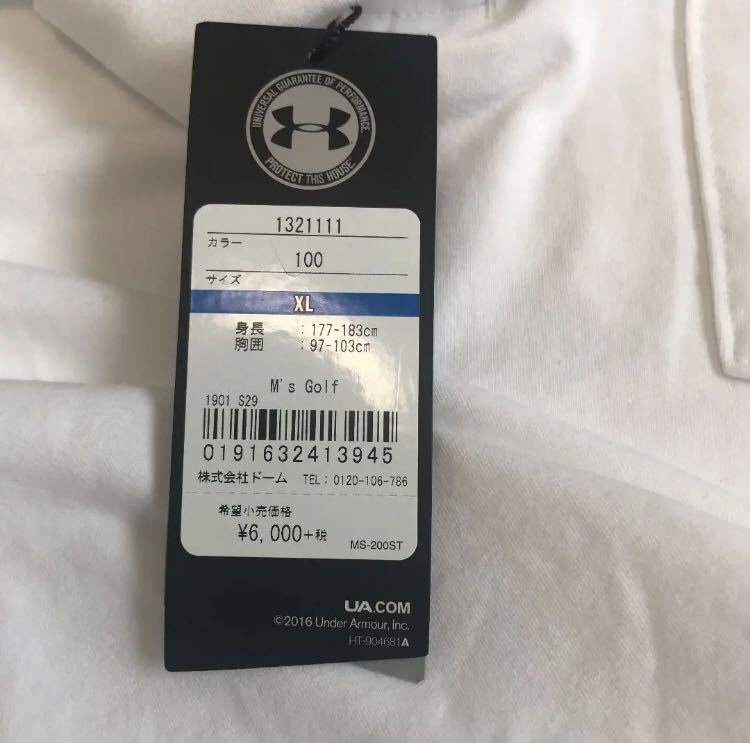 UNIVERSAL GUARANTEE OF PERFORMANCE.
PROTECT THIS HOUSE.
1321111
カラー
100
サイズ
XL
身長 : 177-183cm
胸囲 : 97-103cm
M's Golf
1901 S29
0191632413945
株式会社ドーム TEL: 0120-106-786
希望小売価格
¥6,000+税
MS-200ST
UA.COM
©2016 Under Armour, Inc.
HT-904681A